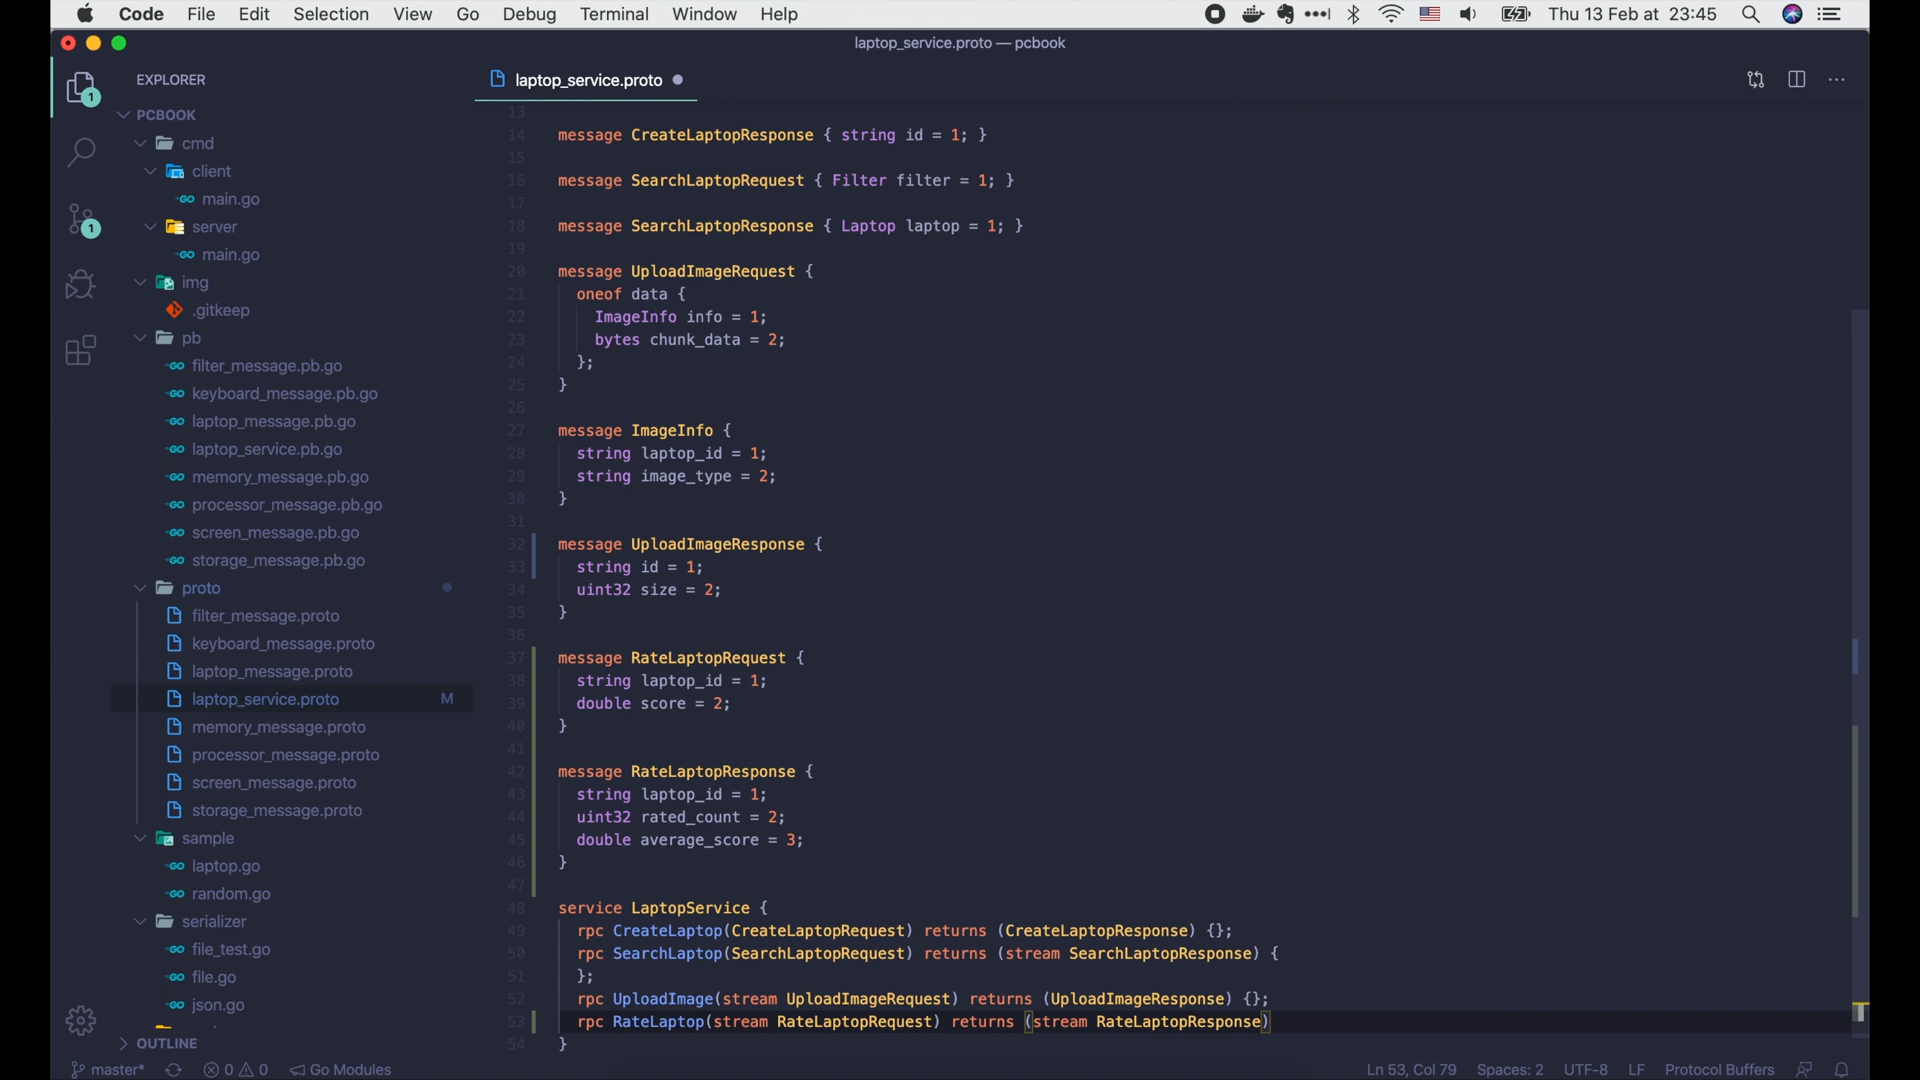 Code File Edit Selection View Go Debug Terminal Window Help Thu 13 Feb at 23:45
laptop_service.proto — pcbook
EXPLORER
PCBOOK
cmd
client
main.go
server
main.go
img
.gitkeep
pb
filter_message.pb.go
keyboard_message.pb.go
laptop_message.pb.go
laptop_service.pb.go
memory_message.pb.go
processor_message.pb.go
screen_message.pb.go
storage_message.pb.go
proto
filter_message.proto
keyboard_message.proto
laptop_message.proto
laptop_service.proto M
memory_message.proto
processor_message.proto
screen_message.proto
storage_message.proto
sample
laptop.go
random.go
serializer
file_test.go
file.go
json.go
OUTLINE
1
1
laptop_service.proto
13
14 message CreateLaptopResponse { string id = 1; }
15
16 message SearchLaptopRequest { Filter filter = 1; }
17
18 message SearchLaptopResponse { Laptop laptop = 1; }
19
20 message UploadImageRequest {
21 oneof data {
22 ImageInfo info = 1;
23 bytes chunk_data = 2;
24 };
25 }
26
27 message ImageInfo {
28 string laptop_id = 1;
29 string image_type = 2;
30 }
31
32 message UploadImageResponse {
33 string id = 1;
34 uint32 size = 2;
35 }
36
37 message RateLaptopRequest {
38 string laptop_id = 1;
39 double score = 2;
40 }
41
42 message RateLaptopResponse {
43 string laptop_id = 1;
44 uint32 rated_count = 2;
45 double average_score = 3;
46 }
47
48 service LaptopService {
49 rpc CreateLaptop(CreateLaptopRequest) returns (CreateLaptopResponse) {};
50 rpc SearchLaptop(SearchLaptopRequest) returns (stream SearchLaptopResponse) {
51 };
52 rpc UploadImage(stream UploadImageRequest) returns (UploadImageResponse) {};
53 rpc RateLaptop(stream RateLaptopRequest) returns (stream RateLaptopResponse)
54 }
master* 0 0 Go Modules Ln 53, Col 79 Spaces: 2 UTF-8 LF Protocol Buffers